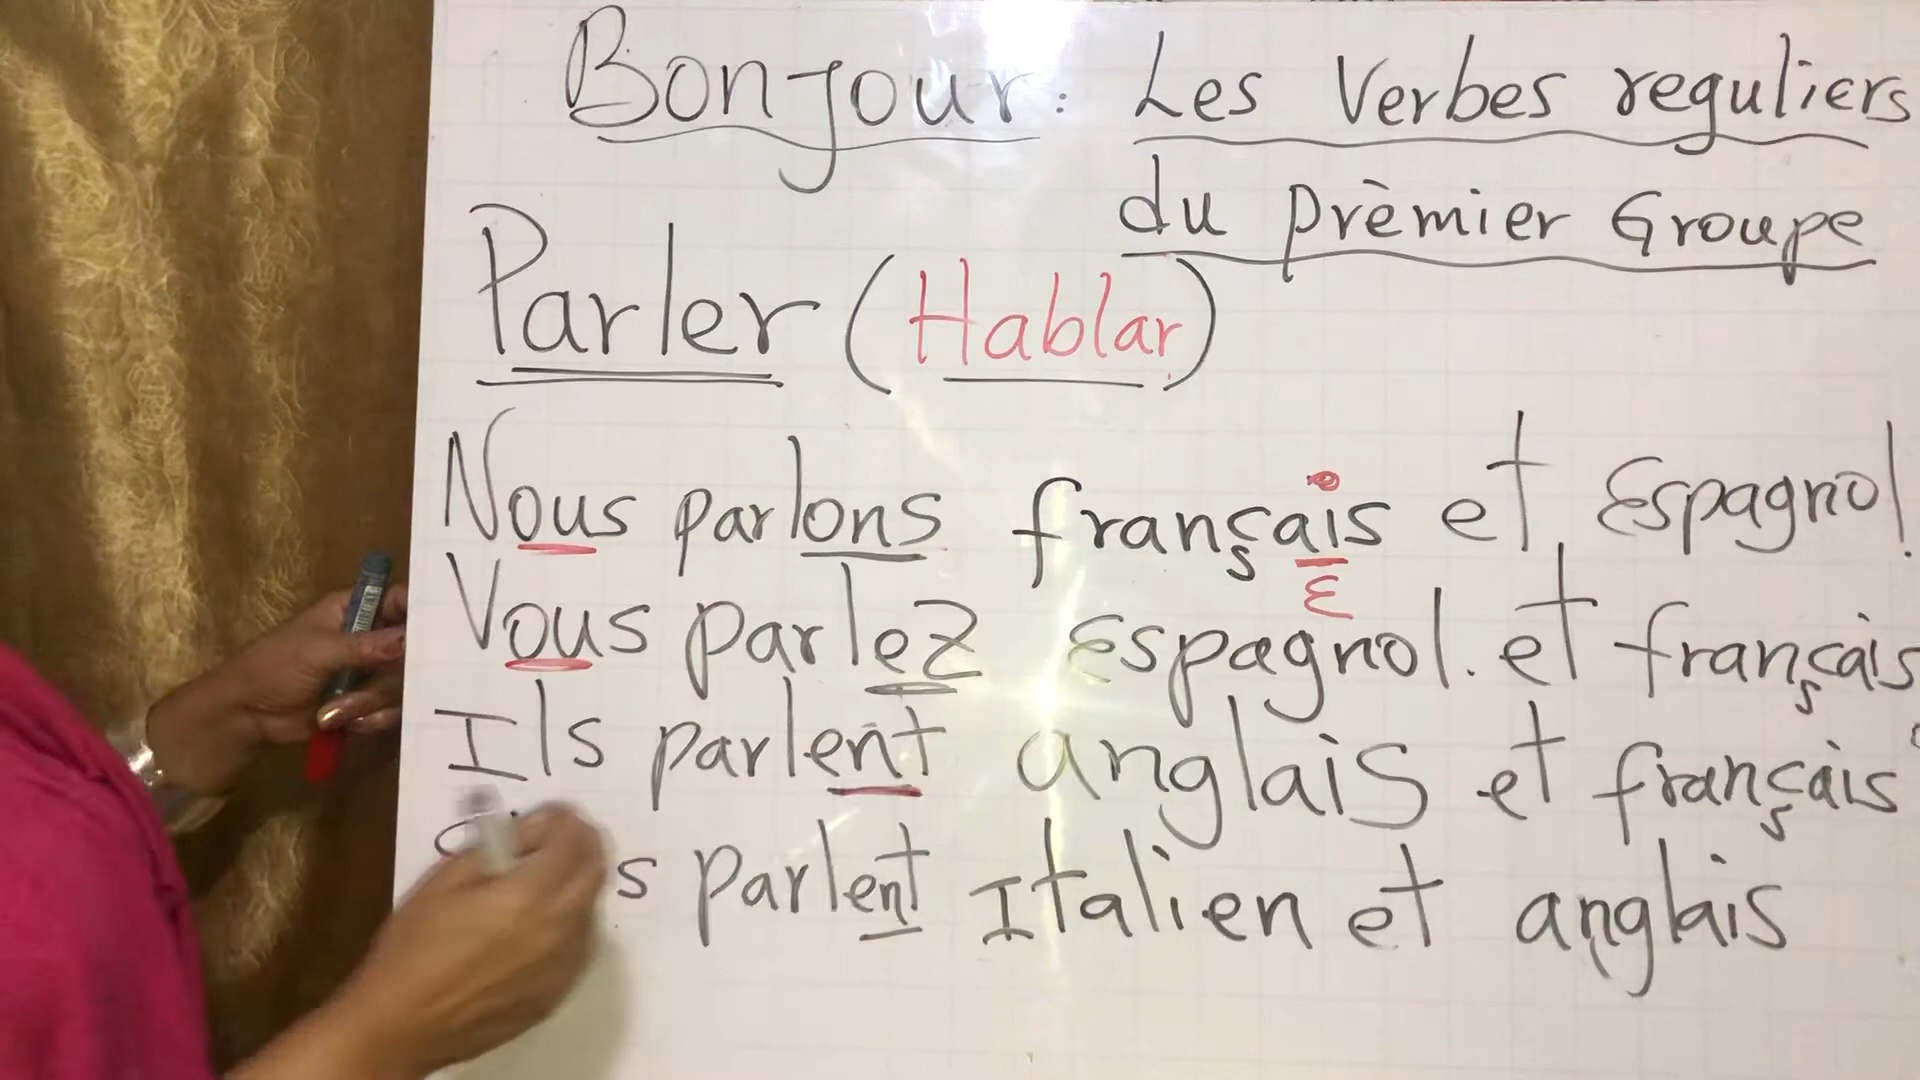 Bonjour: Les Verbes reguliers
du prèmier Groupe
Parler (Hablar)
Nous parlons français et Espagnol.
Vous parlez Espagnol. et français
Ils parlent anglais et français
parlent Italien et anglais